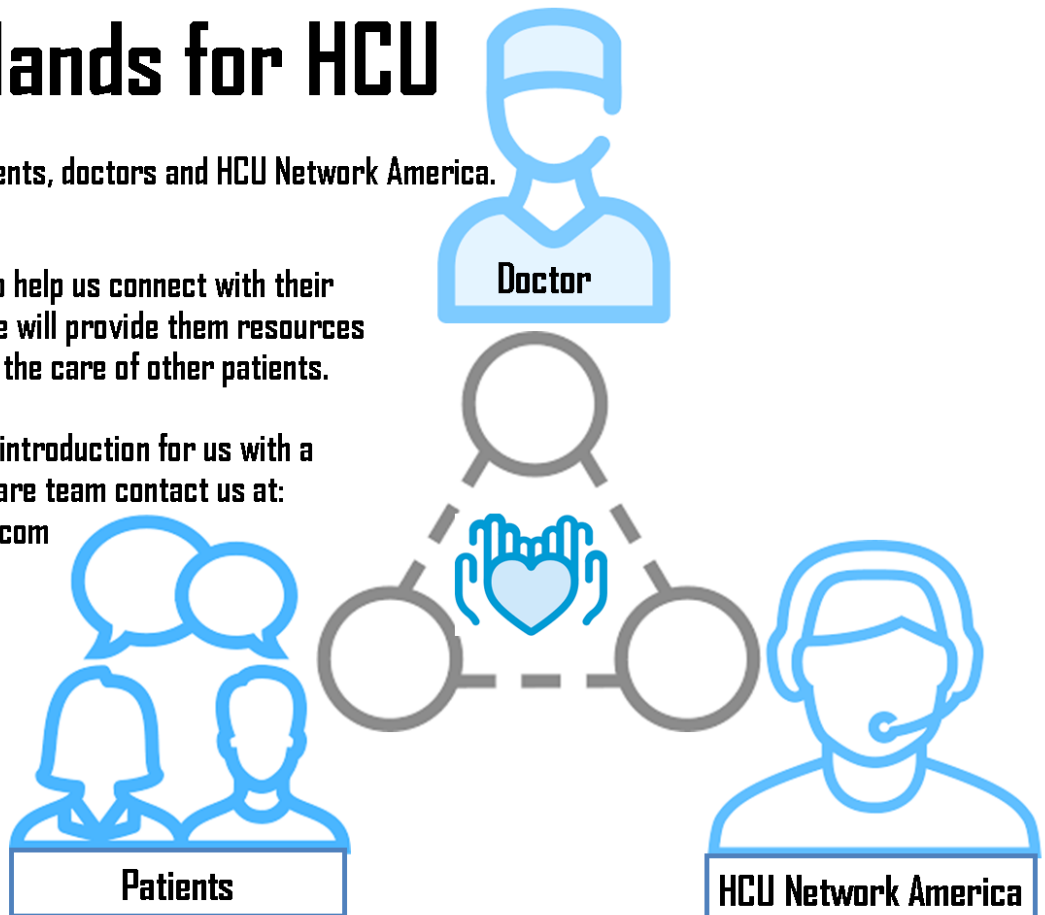 Hands for HCU
ents, doctors and HCU Network America.
o help us connect with their
e will provide them resources
the care of other patients.
introduction for us with a
are team contact us at:
com
Doctor
Patients
HCU Network America